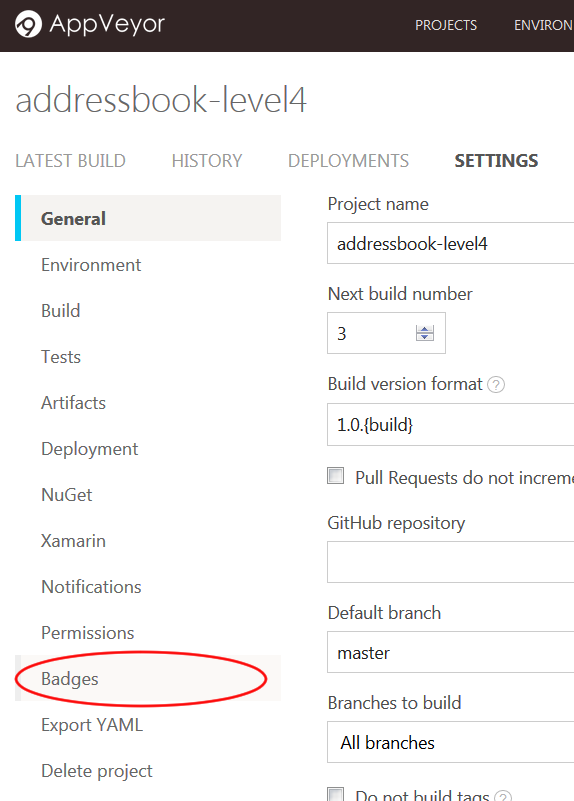 AppVeyor
PROJECTS
ENVIRON
addressbook-level4
LATEST BUILD
HISTORY
DEPLOYMENTS
SETTINGS
General
Environment
Build
Tests
Artifacts
Deployment
NuGet
Xamarin
Notifications
Permissions
Badges
Export YAML
Delete project
Project name
addressbook-level4
Next build number
3
Build version format ?
1.0.{build}
Pull Requests do not increme
GitHub repository
Default branch
master
Branches to build
All branches
Do not build tags ?